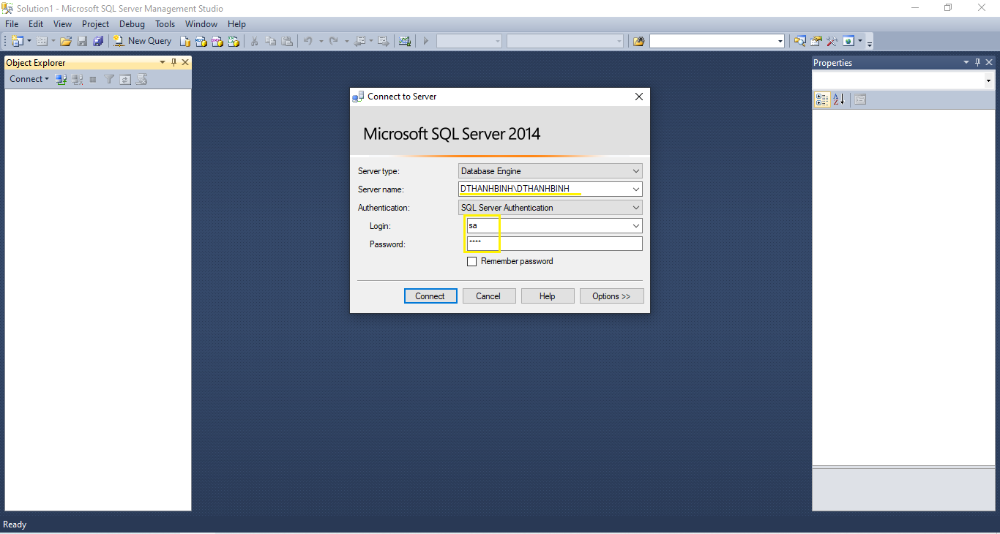 Solution1 - Microsoft SQL Server Management Studio
File Edit View Project Debug Tools Window Help
New Query
Object Explorer
Connect
Properties
Connect to Server
Microsoft SQL Server 2014
Server type: Database Engine
Server name: DTHANHBINH\DTHANHBINH
Authentication: SQL Server Authentication
Login: sa
Password: ****
Remember password
Connect Cancel Help Options >>
Ready